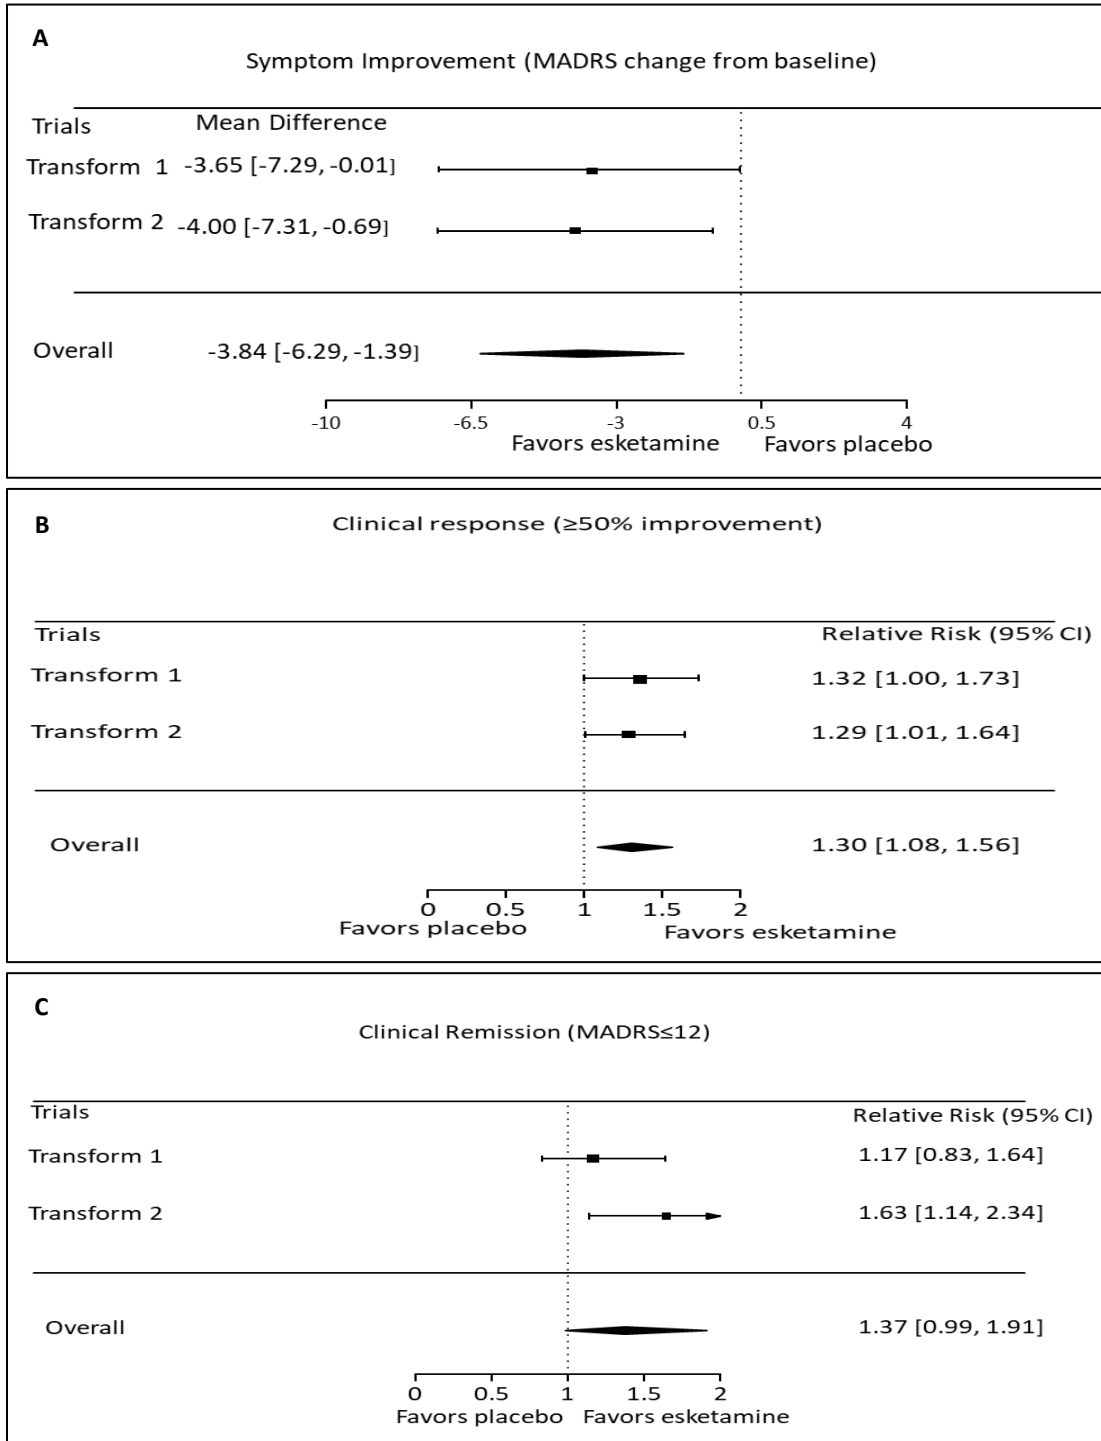 A
Symptom Improvement (MADRS change from baseline)
Trials Mean Difference
Transform 1 -3.65 [-7.29, -0.01]
Transform 2 -4.00 [-7.31, -0.69]
Overall -3.84 [-6.29, -1.39]
-10 -6.5 -3 0.5 4
Favors esketamine Favors placebo
B
Clinical response (≥50% improvement)
Trials Relative Risk (95% CI)
Transform 1 1.32 [1.00, 1.73]
Transform 2 1.29 [1.01, 1.64]
Overall 1.30 [1.08, 1.56]
0 0.5 1 1.5 2
Favors placebo Favors esketamine
C
Clinical Remission (MADRS≤12)
Trials Relative Risk (95% CI)
Transform 1 1.17 [0.83, 1.64]
Transform 2 1.63 [1.14, 2.34]
Overall 1.37 [0.99, 1.91]
0 0.5 1 1.5 2
Favors placebo Favors esketamine